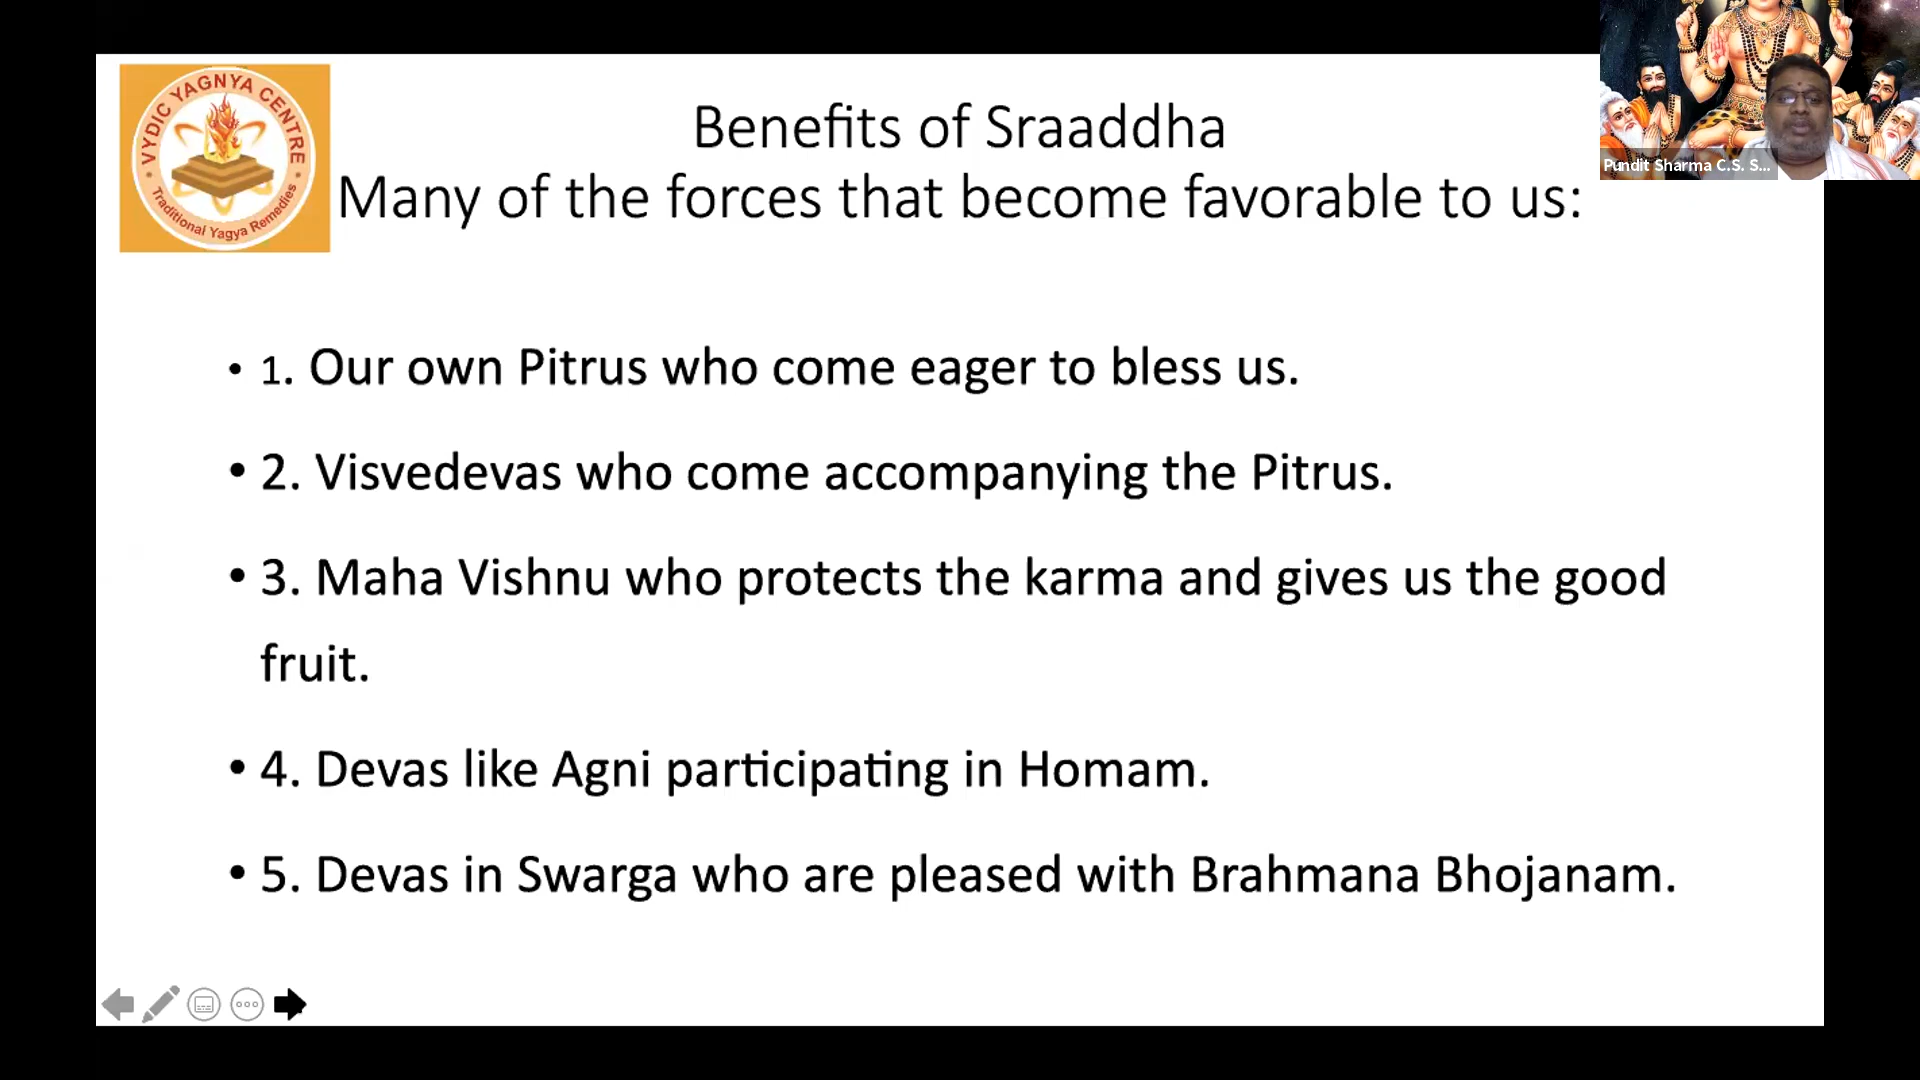 VYDIC YAGNYA CENTRE
Traditional Yagya Remedies
Benefits of Sraaddha
Many of the forces that become favorable to us:
Pundit Sharma C.S. S...
• 1. Our own Pitrus who come eager to bless us.
• 2. Visvedevas who come accompanying the Pitrus.
• 3. Maha Vishnu who protects the karma and gives us the good
fruit.
• 4. Devas like Agni participating in Homam.
• 5. Devas in Swarga who are pleased with Brahmana Bhojanam.